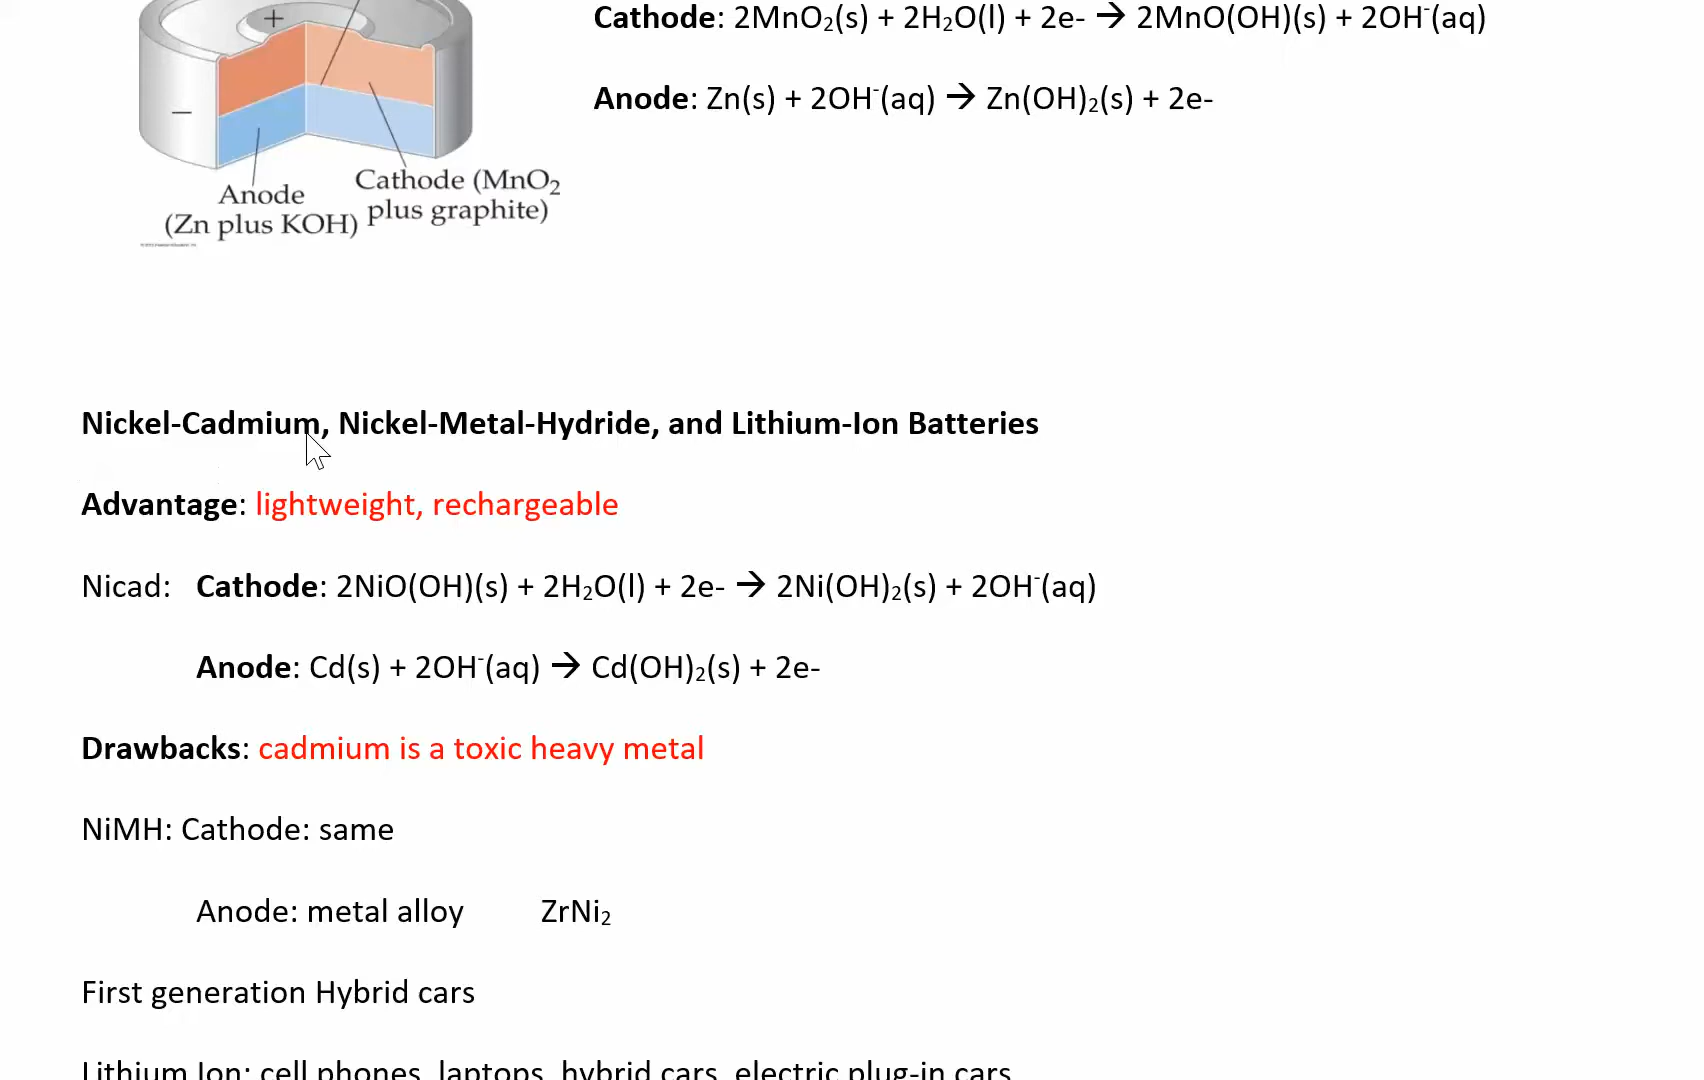 +
Cathode: 2MnO₂(s) + 2H₂O(l) + 2e- → 2MnO(OH)(s) + 2OH⁻(aq)
Anode: Zn(s) + 2OH⁻(aq) → Zn(OH)₂(s) + 2e-
−
Anode
(Zn plus KOH)
Cathode (MnO₂
plus graphite)
Nickel-Cadmium, Nickel-Metal-Hydride, and Lithium-Ion Batteries
Advantage: lightweight, rechargeable
Nicad: Cathode: 2NiO(OH)(s) + 2H₂O(l) + 2e- → 2Ni(OH)₂(s) + 2OH⁻(aq)
Anode: Cd(s) + 2OH⁻(aq) → Cd(OH)₂(s) + 2e-
Drawbacks: cadmium is a toxic heavy metal
NiMH: Cathode: same
Anode: metal alloy ZrNi₂
First generation Hybrid cars
Lithium Ion: cell phones, laptops, hybrid cars, electric plug-in cars